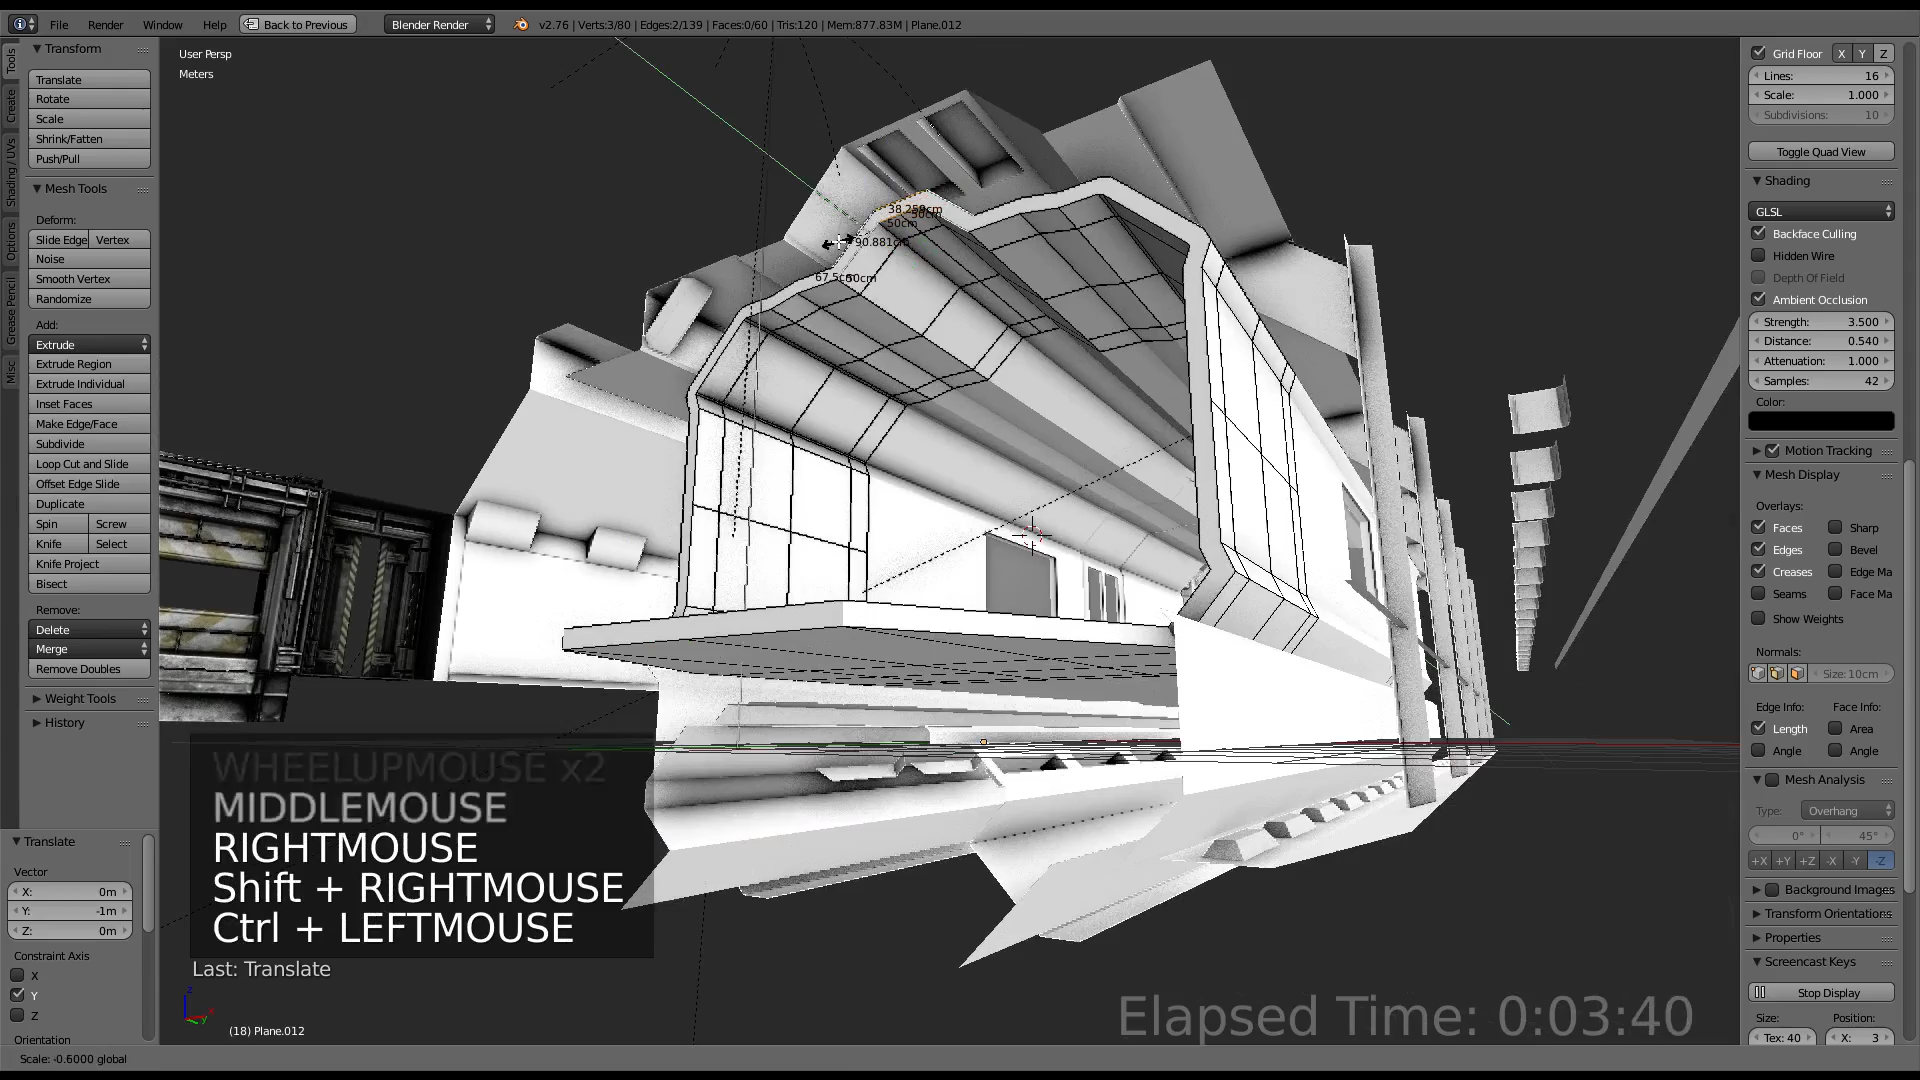 File Render Window Help Back to Previous Blender Render v2.76 | Verts:3/80 | Edges:2/139 | Faces:0/60 | Tris:120 | Mem:877.83M | Plane.012
Tools
Create
Shading / UVs
Options
Grease Pencil
Misc
Transform
Translate
Rotate
Scale
Shrink/Fatten
Push/Pull
Mesh Tools
Deform:
Slide Edge Vertex
Noise
Smooth Vertex
Randomize
Add:
Extrude
Extrude Region
Extrude Individual
Inset Faces
Make Edge/Face
Subdivide
Loop Cut and Slide
Offset Edge Slide
Duplicate
Spin Screw
Knife Select
Knife Project
Bisect
Remove:
Delete
Merge
Remove Doubles
Weight Tools
History
Translate
Vector
X: 0m
Y: -1m
Z: 0m
Constraint Axis
X
Y
Z
Orientation
User Persp
Meters
50cm
50cm
WHEELUPMOUSE x2
MIDDLEMOUSE
RIGHTMOUSE
Shift + RIGHTMOUSE
Ctrl + LEFTMOUSE
Last: Translate
z
x
y
(18) Plane.012
Elapsed Time: 0:03:40
Scale: -0.6000 global
Grid Floor X Y Z
Lines: 16
Scale: 1.000
Subdivisions: 10
Toggle Quad View
Shading
GLSL
Backface Culling
Hidden Wire
Depth Of Field
Ambient Occlusion
Strength: 3.500
Distance: 0.540
Attenuation: 1.000
Samples: 42
Color:
Motion Tracking
Mesh Display
Overlays:
Faces Sharp
Edges Bevel
Creases Edge Ma
Seams Face Ma
Show Weights
Normals:
Size: 10cm
Edge Info: Face Info:
Length Area
Angle Angle
Mesh Analysis
Type: Overhang
0° 45°
+X +Y +Z -X -Y -Z
Background Images
Transform Orientations
Properties
Screencast Keys
Stop Display
Size: Position:
Tex: 40 X: 3